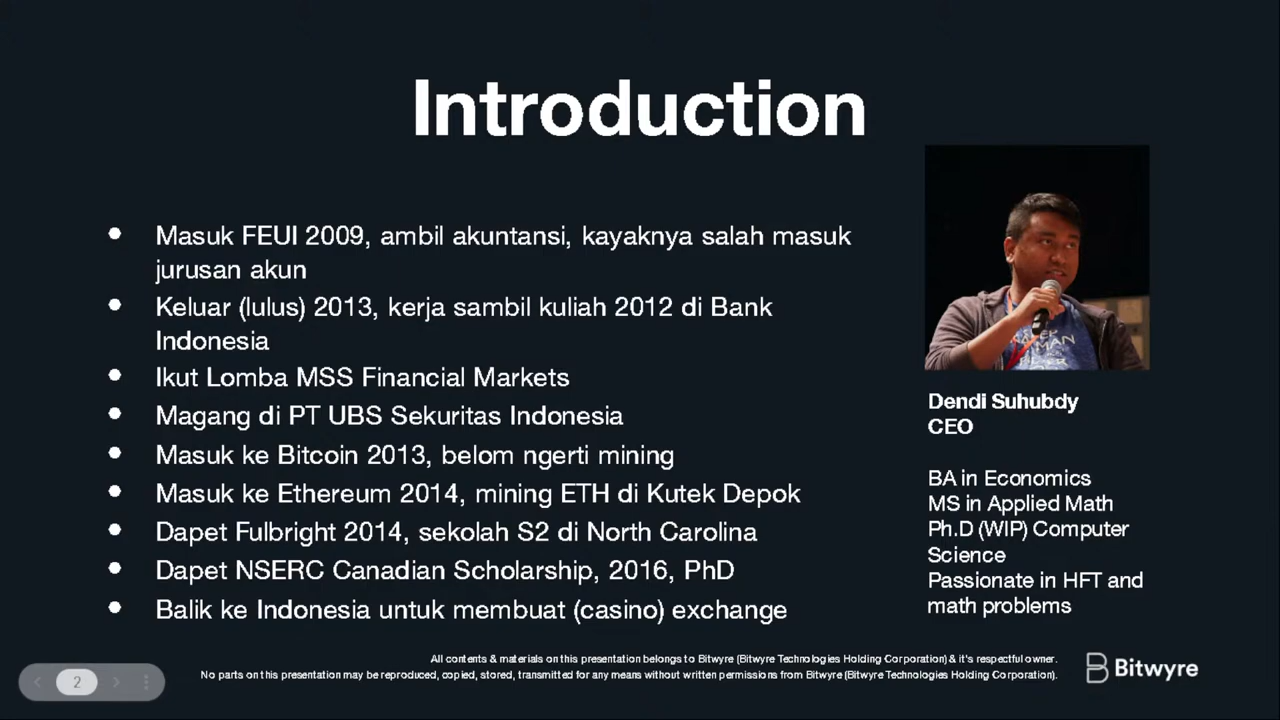 Introduction
Masuk FEUI 2009, ambil akuntansi, kayaknya salah masuk
jurusan akun
Keluar (lulus) 2013, kerja sambil kuliah 2012 di Bank
Indonesia
Ikut Lomba MSS Financial Markets
Magang di PT UBS Sekuritas Indonesia
Masuk ke Bitcoin 2013, belom ngerti mining
Masuk ke Ethereum 2014, mining ETH di Kutek Depok
Dapet Fulbright 2014, sekolah S2 di North Carolina
Dapet NSERC Canadian Scholarship, 2016, PhD
Balik ke Indonesia untuk membuat (casino) exchange
Dendi Suhubdy
CEO
BA in Economics
MS in Applied Math
Ph.D (WIP) Computer
Science
Passionate in HFT and
math problems
All contents & materials on this presentation belongs to Bitwyre (Bitwyre Technologies Holding Corporation) & it's respectful owner.
No parts on this presentation may be reproduced, copied, stored, transmitted for any means without written permissions from Bitwyre (Bitwyre Technologies Holding Corporation).
Bitwyre
2